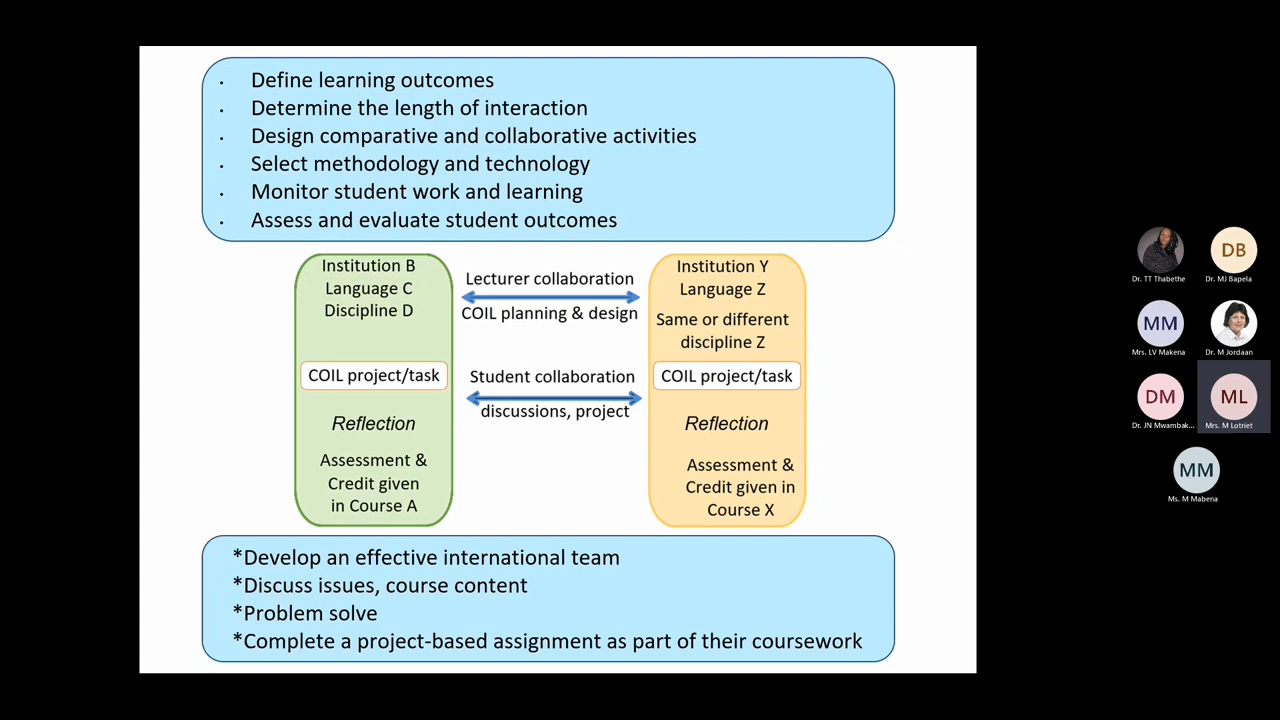 · Define learning outcomes
· Determine the length of interaction
· Design comparative and collaborative activities
· Select methodology and technology
· Monitor student work and learning
· Assess and evaluate student outcomes
Institution B
Language C
Discipline D
COIL project/task
Reflection
Assessment &
Credit given
in Course A
Lecturer collaboration
COIL planning & design
Student collaboration
discussions, project
Institution Y
Language Z
Same or different
discipline Z
COIL project/task
Reflection
Assessment &
Credit given in
Course X
*Develop an effective international team
*Discuss issues, course content
*Problem solve
*Complete a project-based assignment as part of their coursework
Dr. TT Thabethe
DB
Dr. MJ Bapela
MM
Mrs. LV Makena
Dr. M Jordaan
DM
Dr. JN Mwambak...
ML
Mrs. M Lotriet
MM
Ms. M Mabena